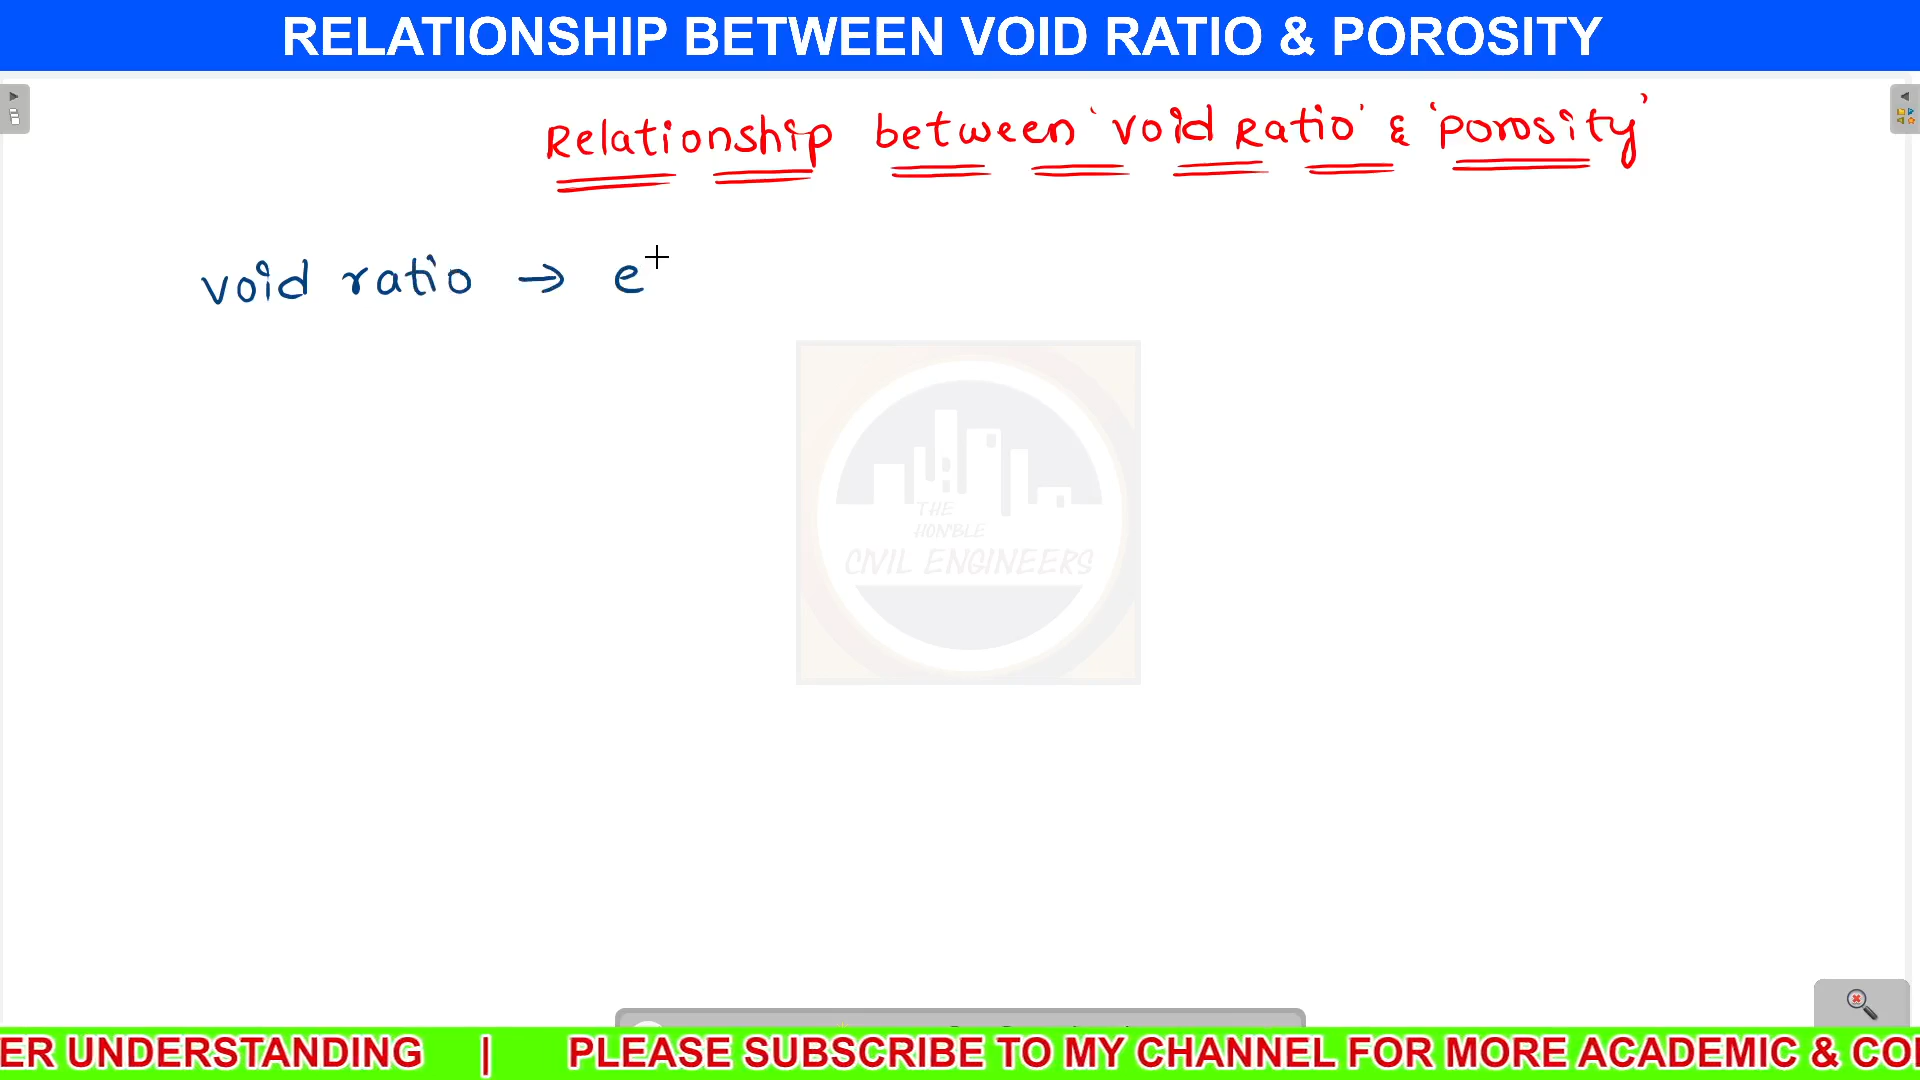 RELATIONSHIP BETWEEN VOID RATIO & POROSITY
Relationship between 'void Ratio' & 'Porosity'
void ratio → e
THE
HON'BLE
CIVIL ENGINEERS
ER UNDERSTANDING | PLEASE SUBSCRIBE TO MY CHANNEL FOR MORE ACADEMIC & CO